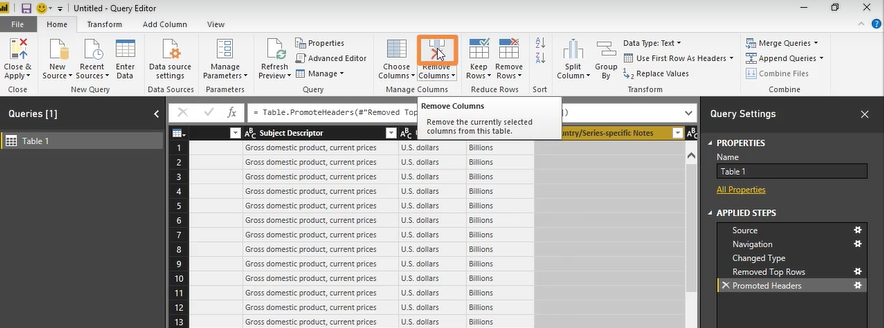 Untitled - Query Editor
File Home Transform Add Column View
Close & Apply
New Source
Recent Sources
Enter Data
Data source settings
Manage Parameters
Refresh Preview
Properties
Advanced Editor
Manage
Choose Columns
Remove Columns
Keep Rows
Remove Rows
Split Column
Group By
Data Type: Text
Use First Row As Headers
Replace Values
Merge Queries
Append Queries
Combine Files
Close New Query Data Sources Parameters Query Manage Columns Reduce Rows Sort Transform Combine
Queries [1]
Table 1
fx = Table.PromoteHeaders(#"Removed Top
Remove Columns
Remove the currently selected
columns from this table.
Subject Descriptor
untry/Series-specific Notes
1 Gross domestic product, current prices U.S. dollars Billions
2 Gross domestic product, current prices U.S. dollars Billions
3 Gross domestic product, current prices U.S. dollars Billions
4 Gross domestic product, current prices U.S. dollars Billions
5 Gross domestic product, current prices U.S. dollars Billions
6 Gross domestic product, current prices U.S. dollars Billions
7 Gross domestic product, current prices U.S. dollars Billions
8 Gross domestic product, current prices U.S. dollars Billions
9 Gross domestic product, current prices U.S. dollars Billions
10 Gross domestic product, current prices U.S. dollars Billions
11 Gross domestic product, current prices U.S. dollars Billions
12 Gross domestic product, current prices U.S. dollars Billions
13 Gross domestic product, current prices U.S. dollars Billions
Query Settings
PROPERTIES
Name
Table 1
All Properties
APPLIED STEPS
Source
Navigation
Changed Type
Removed Top Rows
Promoted Headers